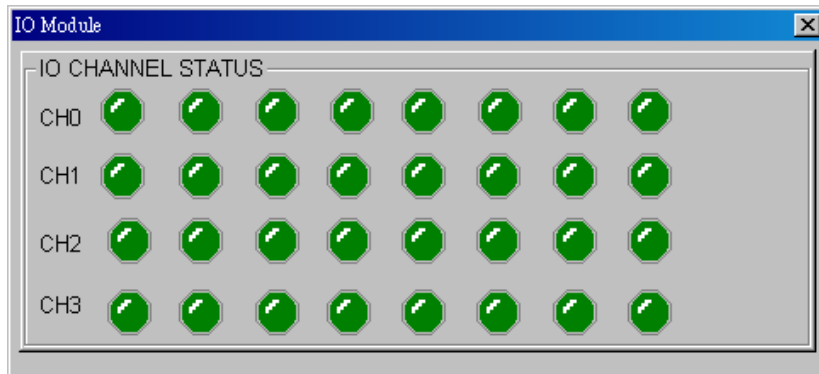 IO Module
IO CHANNEL STATUS
CH0
CH1
CH2
CH3